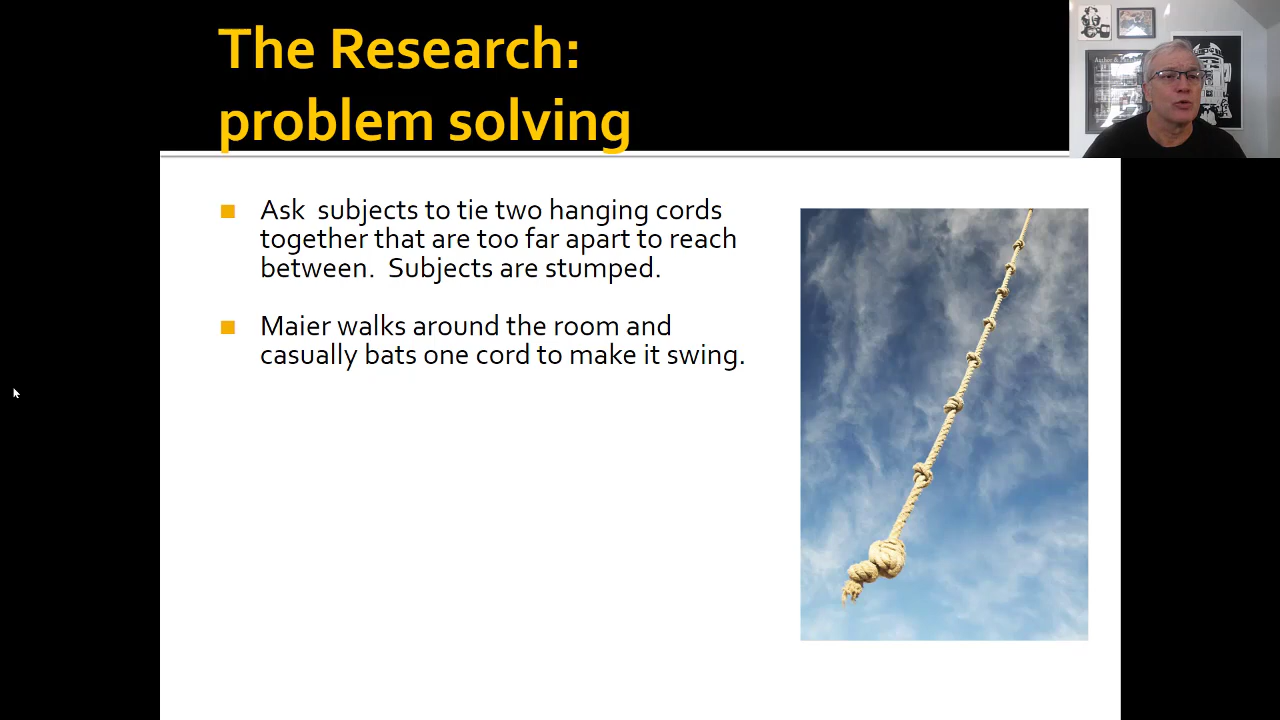 The Research:
problem solving
Ask  subjects to tie two hanging cords
together that are too far apart to reach
between.  Subjects are stumped.
Maier walks around the room and
casually bats one cord to make it swing.